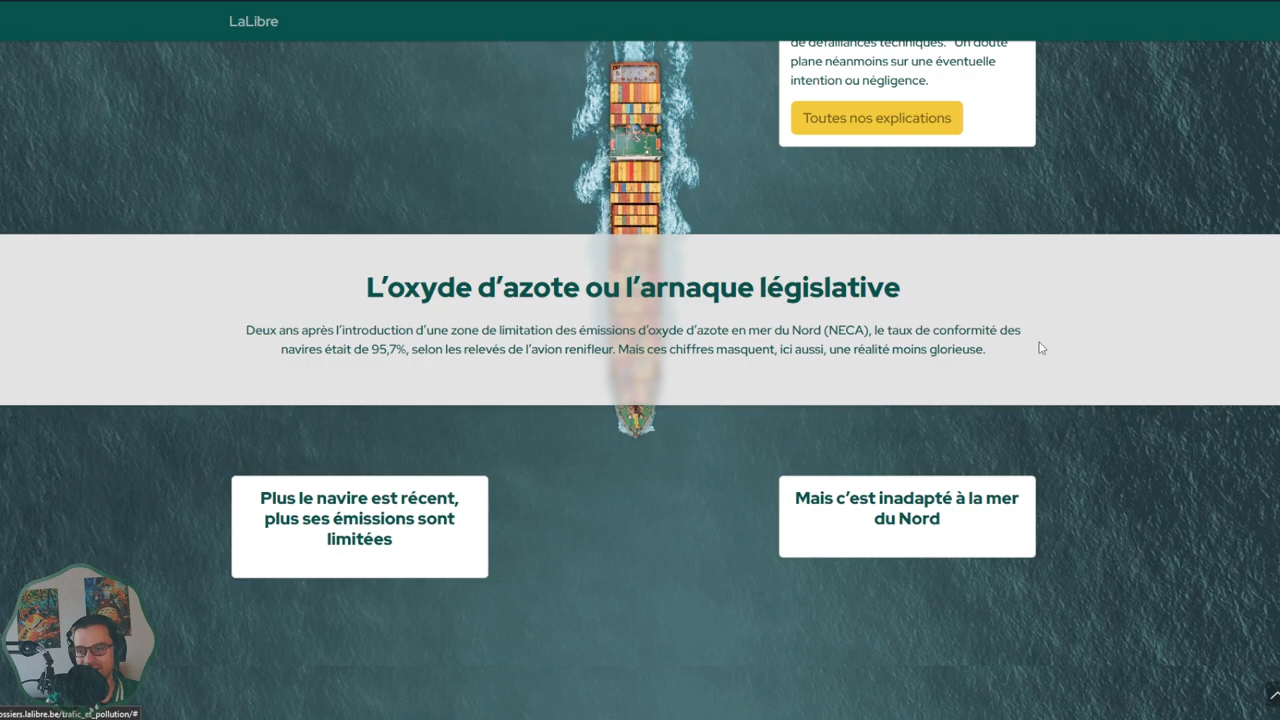 LaLibre
de défaillances techniques." Un doute
plane néanmoins sur une éventuelle
intention ou négligence.
Toutes nos explications
L'oxyde d'azote ou l'arnaque législative
Deux ans après l'introduction d'une zone de limitation des émissions d'oxyde d'azote en mer du Nord (NECA), le taux de conformité des
navires était de 95,7%, selon les relevés de l'avion renifleur. Mais ces chiffres masquent, ici aussi, une réalité moins glorieuse.
Plus le navire est récent,
plus ses émissions sont
limitées
Mais c'est inadapté à la mer
du Nord
ossiers.lalibre.be/trafic_et_pollution/#